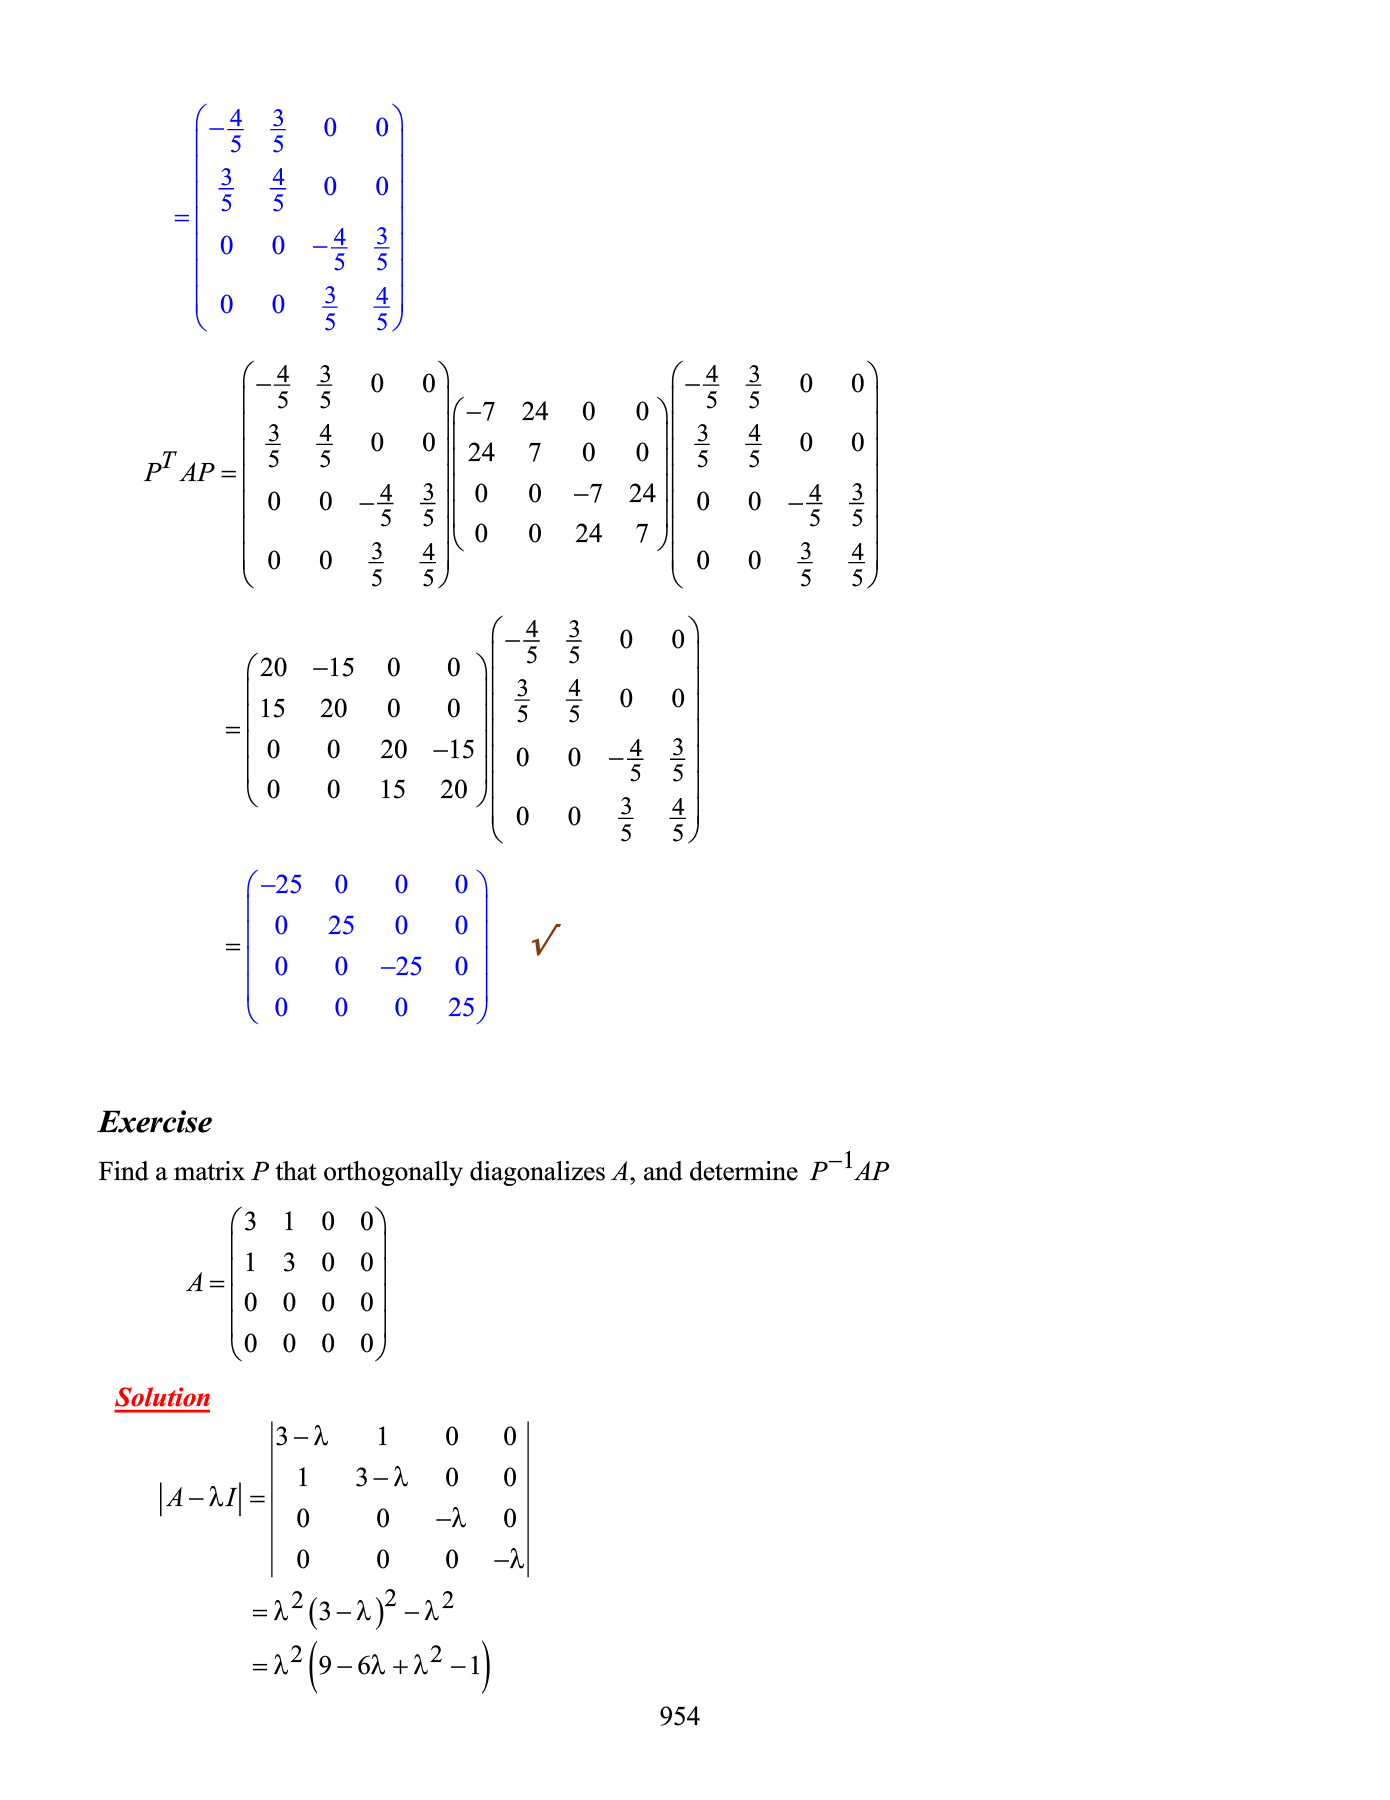 $= \begin{pmatrix} -\frac{4}{5} & \frac{3}{5} & 0 & 0 \\ \frac{3}{5} & \frac{4}{5} & 0 & 0 \\ 0 & 0 & -\frac{4}{5} & \frac{3}{5} \\ 0 & 0 & \frac{3}{5} & \frac{4}{5} \end{pmatrix}$
$P^T AP = \begin{pmatrix} -\frac{4}{5} & \frac{3}{5} & 0 & 0 \\ \frac{3}{5} & \frac{4}{5} & 0 & 0 \\ 0 & 0 & -\frac{4}{5} & \frac{3}{5} \\ 0 & 0 & \frac{3}{5} & \frac{4}{5} \end{pmatrix} \begin{pmatrix} -7 & 24 & 0 & 0 \\ 24 & 7 & 0 & 0 \\ 0 & 0 & -7 & 24 \\ 0 & 0 & 24 & 7 \end{pmatrix} \begin{pmatrix} -\frac{4}{5} & \frac{3}{5} & 0 & 0 \\ \frac{3}{5} & \frac{4}{5} & 0 & 0 \\ 0 & 0 & -\frac{4}{5} & \frac{3}{5} \\ 0 & 0 & \frac{3}{5} & \frac{4}{5} \end{pmatrix}$
$= \begin{pmatrix} 20 & -15 & 0 & 0 \\ 15 & 20 & 0 & 0 \\ 0 & 0 & 20 & -15 \\ 0 & 0 & 15 & 20 \end{pmatrix} \begin{pmatrix} -\frac{4}{5} & \frac{3}{5} & 0 & 0 \\ \frac{3}{5} & \frac{4}{5} & 0 & 0 \\ 0 & 0 & -\frac{4}{5} & \frac{3}{5} \\ 0 & 0 & \frac{3}{5} & \frac{4}{5} \end{pmatrix}$
$= \begin{pmatrix} -25 & 0 & 0 & 0 \\ 0 & 25 & 0 & 0 \\ 0 & 0 & -25 & 0 \\ 0 & 0 & 0 & 25 \end{pmatrix}$ √
Exercise
Find a matrix P that orthogonally diagonalizes A, and determine $P^{-1}AP$
$A = \begin{pmatrix} 3 & 1 & 0 & 0 \\ 1 & 3 & 0 & 0 \\ 0 & 0 & 0 & 0 \\ 0 & 0 & 0 & 0 \end{pmatrix}$
Solution
$|A - \lambda I| = \begin{vmatrix} 3-\lambda & 1 & 0 & 0 \\ 1 & 3-\lambda & 0 & 0 \\ 0 & 0 & -\lambda & 0 \\ 0 & 0 & 0 & -\lambda \end{vmatrix}$
$= \lambda^2 (3-\lambda)^2 - \lambda^2$
$= \lambda^2 \left( 9 - 6\lambda + \lambda^2 - 1 \right)$
954